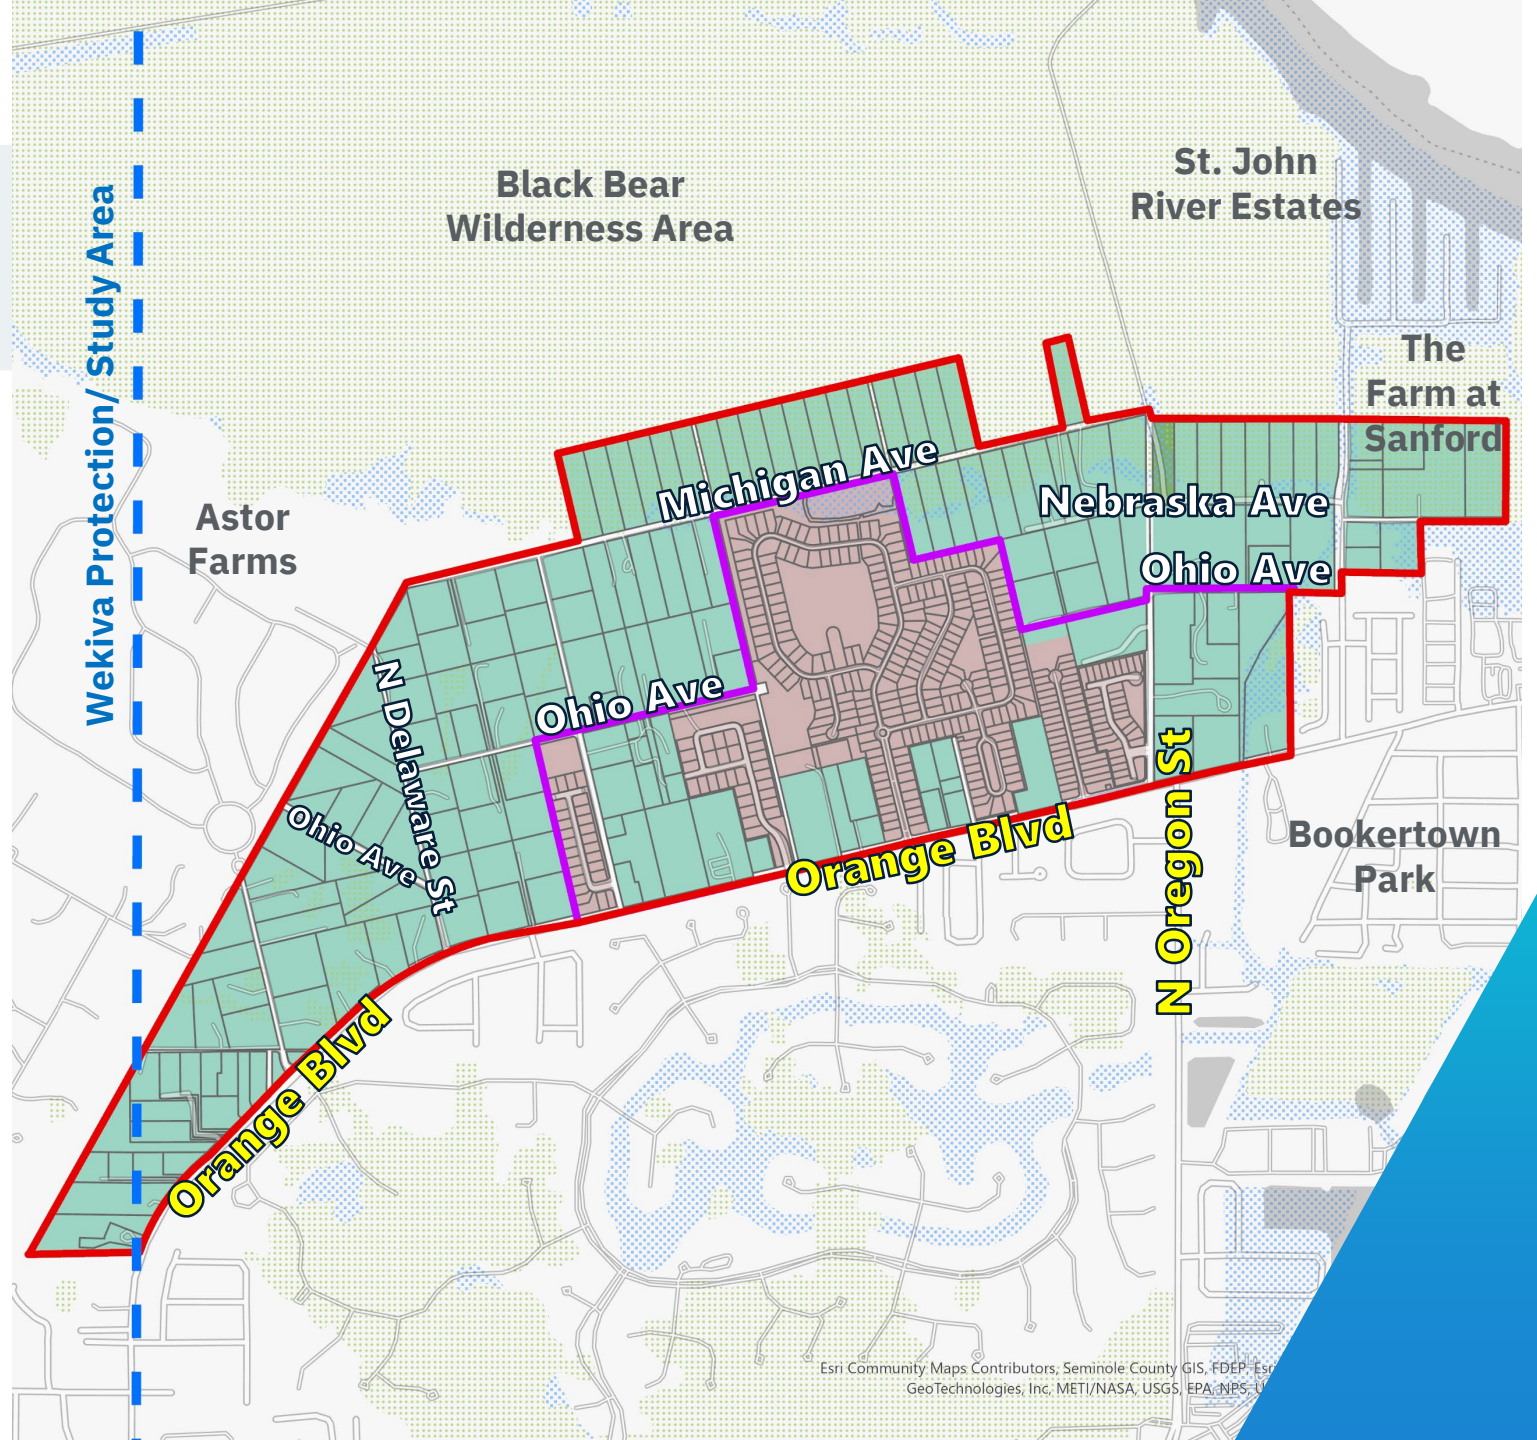 Black Bear
Wilderness Area
St. John
River Estates
Wekiva Protection/ Study Area
The
Farm at
Sanford
Astor
Farms
Michigan Ave
Nebraska Ave
Ohio Ave
N Delaware St
Ohio Ave
Ohio Ave
Orange Blvd
N Oregon St
Bookertown
Park
Orange Blvd
Esri Community Maps Contributors, Seminole County GIS, FDEP, Esri
GeoTechnologies, Inc, METI/NASA, USGS, EPA, NPS,